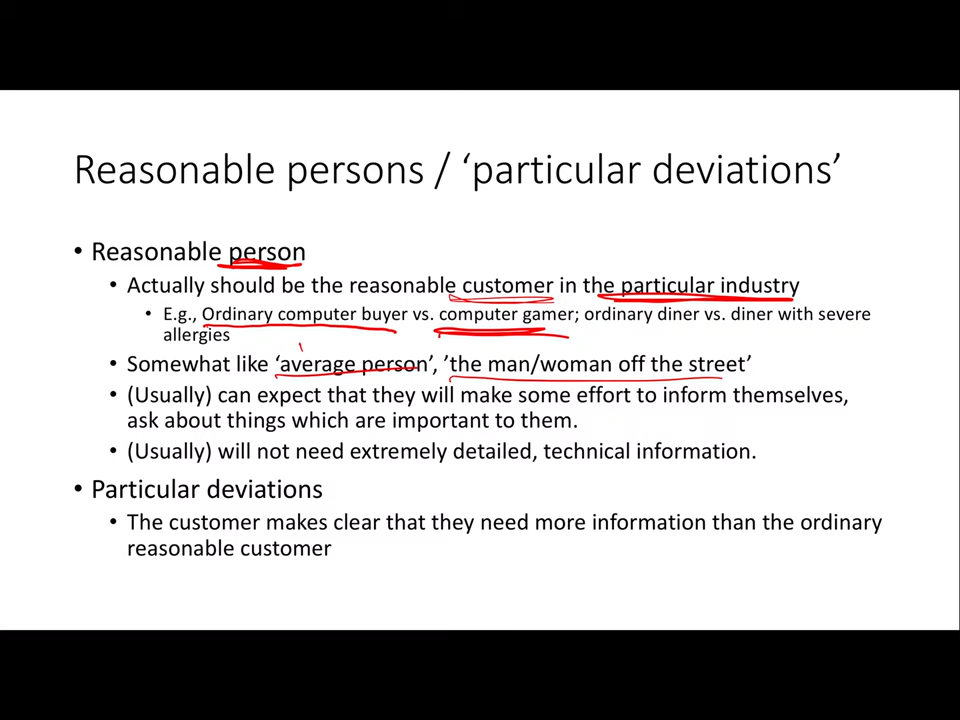 Reasonable persons / ‘particular deviations’
• Reasonable person
• Actually should be the reasonable customer in the particular industry
• E.g., Ordinary computer buyer vs. computer gamer; ordinary diner vs. diner with severe
allergies
• Somewhat like ‘average person’, ’the man/woman off the street’
• (Usually) can expect that they will make some effort to inform themselves,
ask about things which are important to them.
• (Usually) will not need extremely detailed, technical information.
• Particular deviations
• The customer makes clear that they need more information than the ordinary
reasonable customer